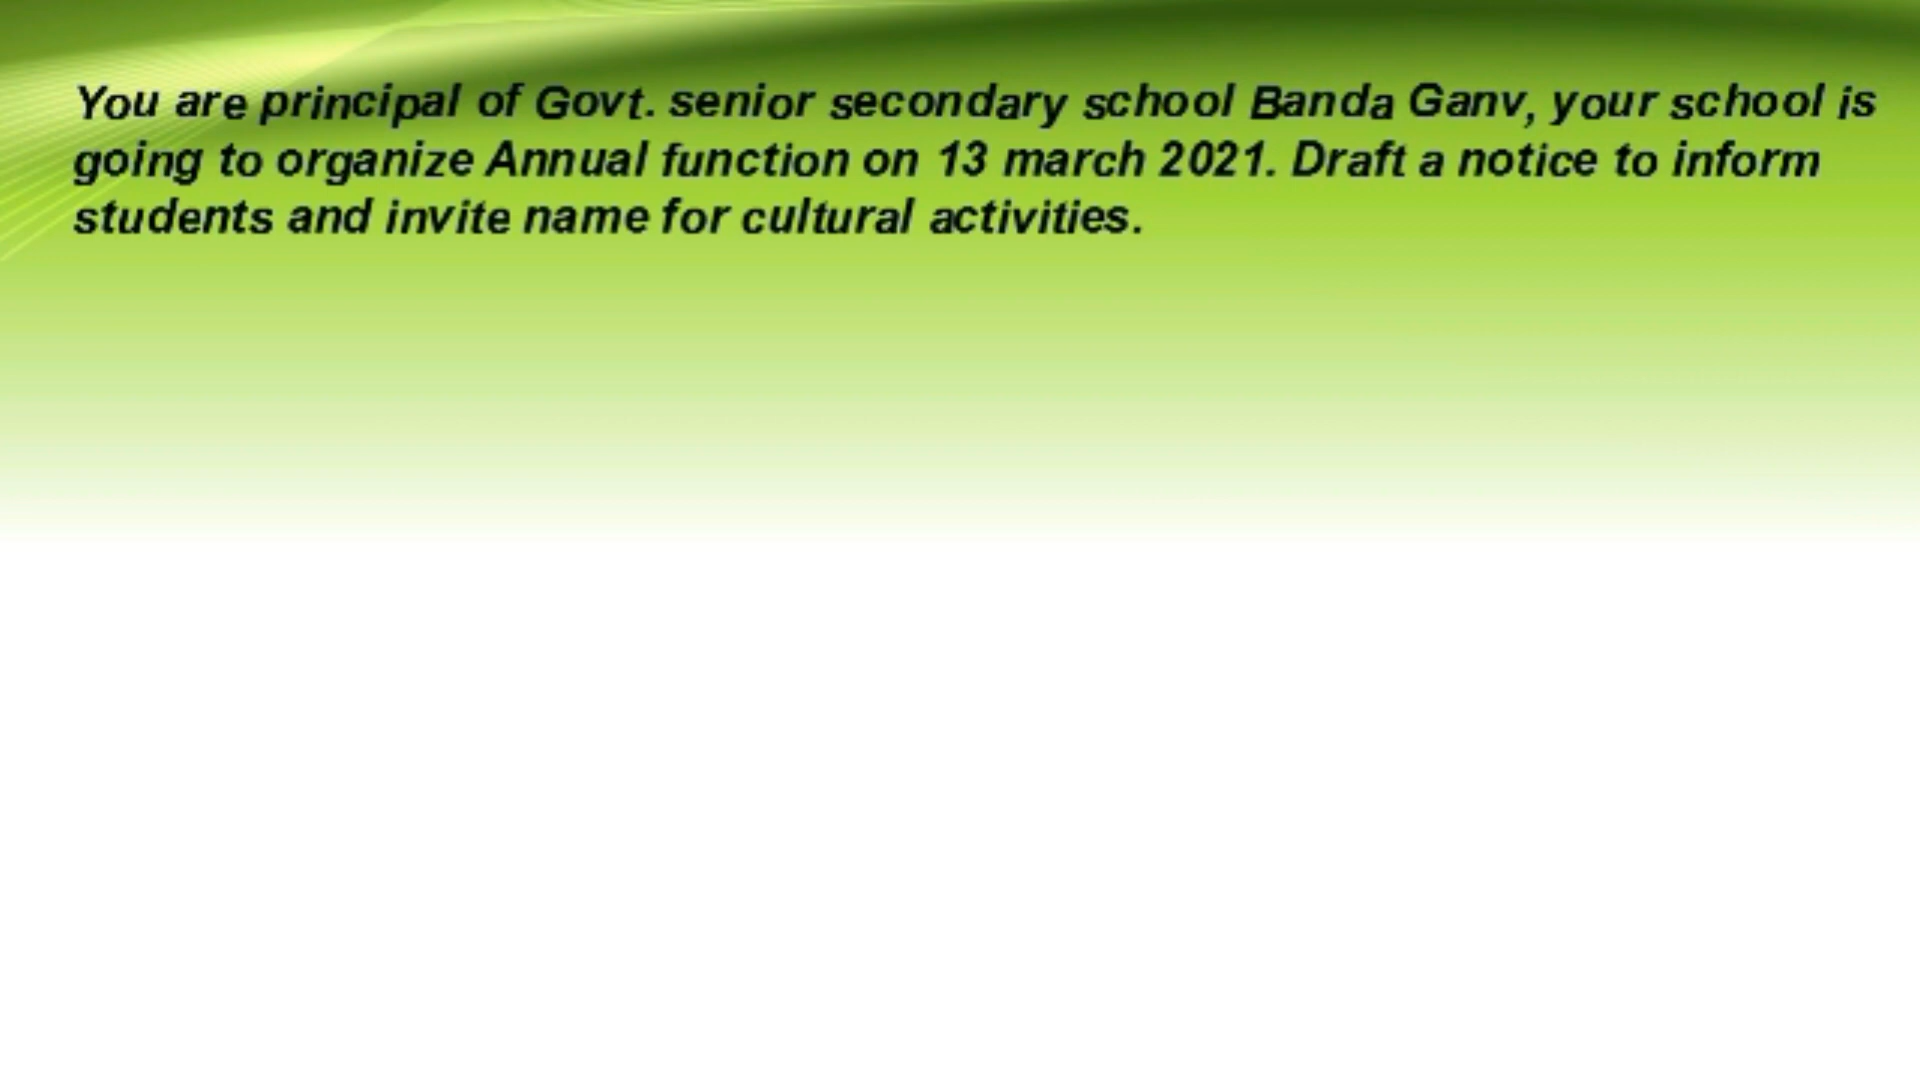 You are principal of Govt. senior secondary school Banda Ganv, your school is
going to organize Annual function on 13 march 2021. Draft a notice to inform
students and invite name for cultural activities.